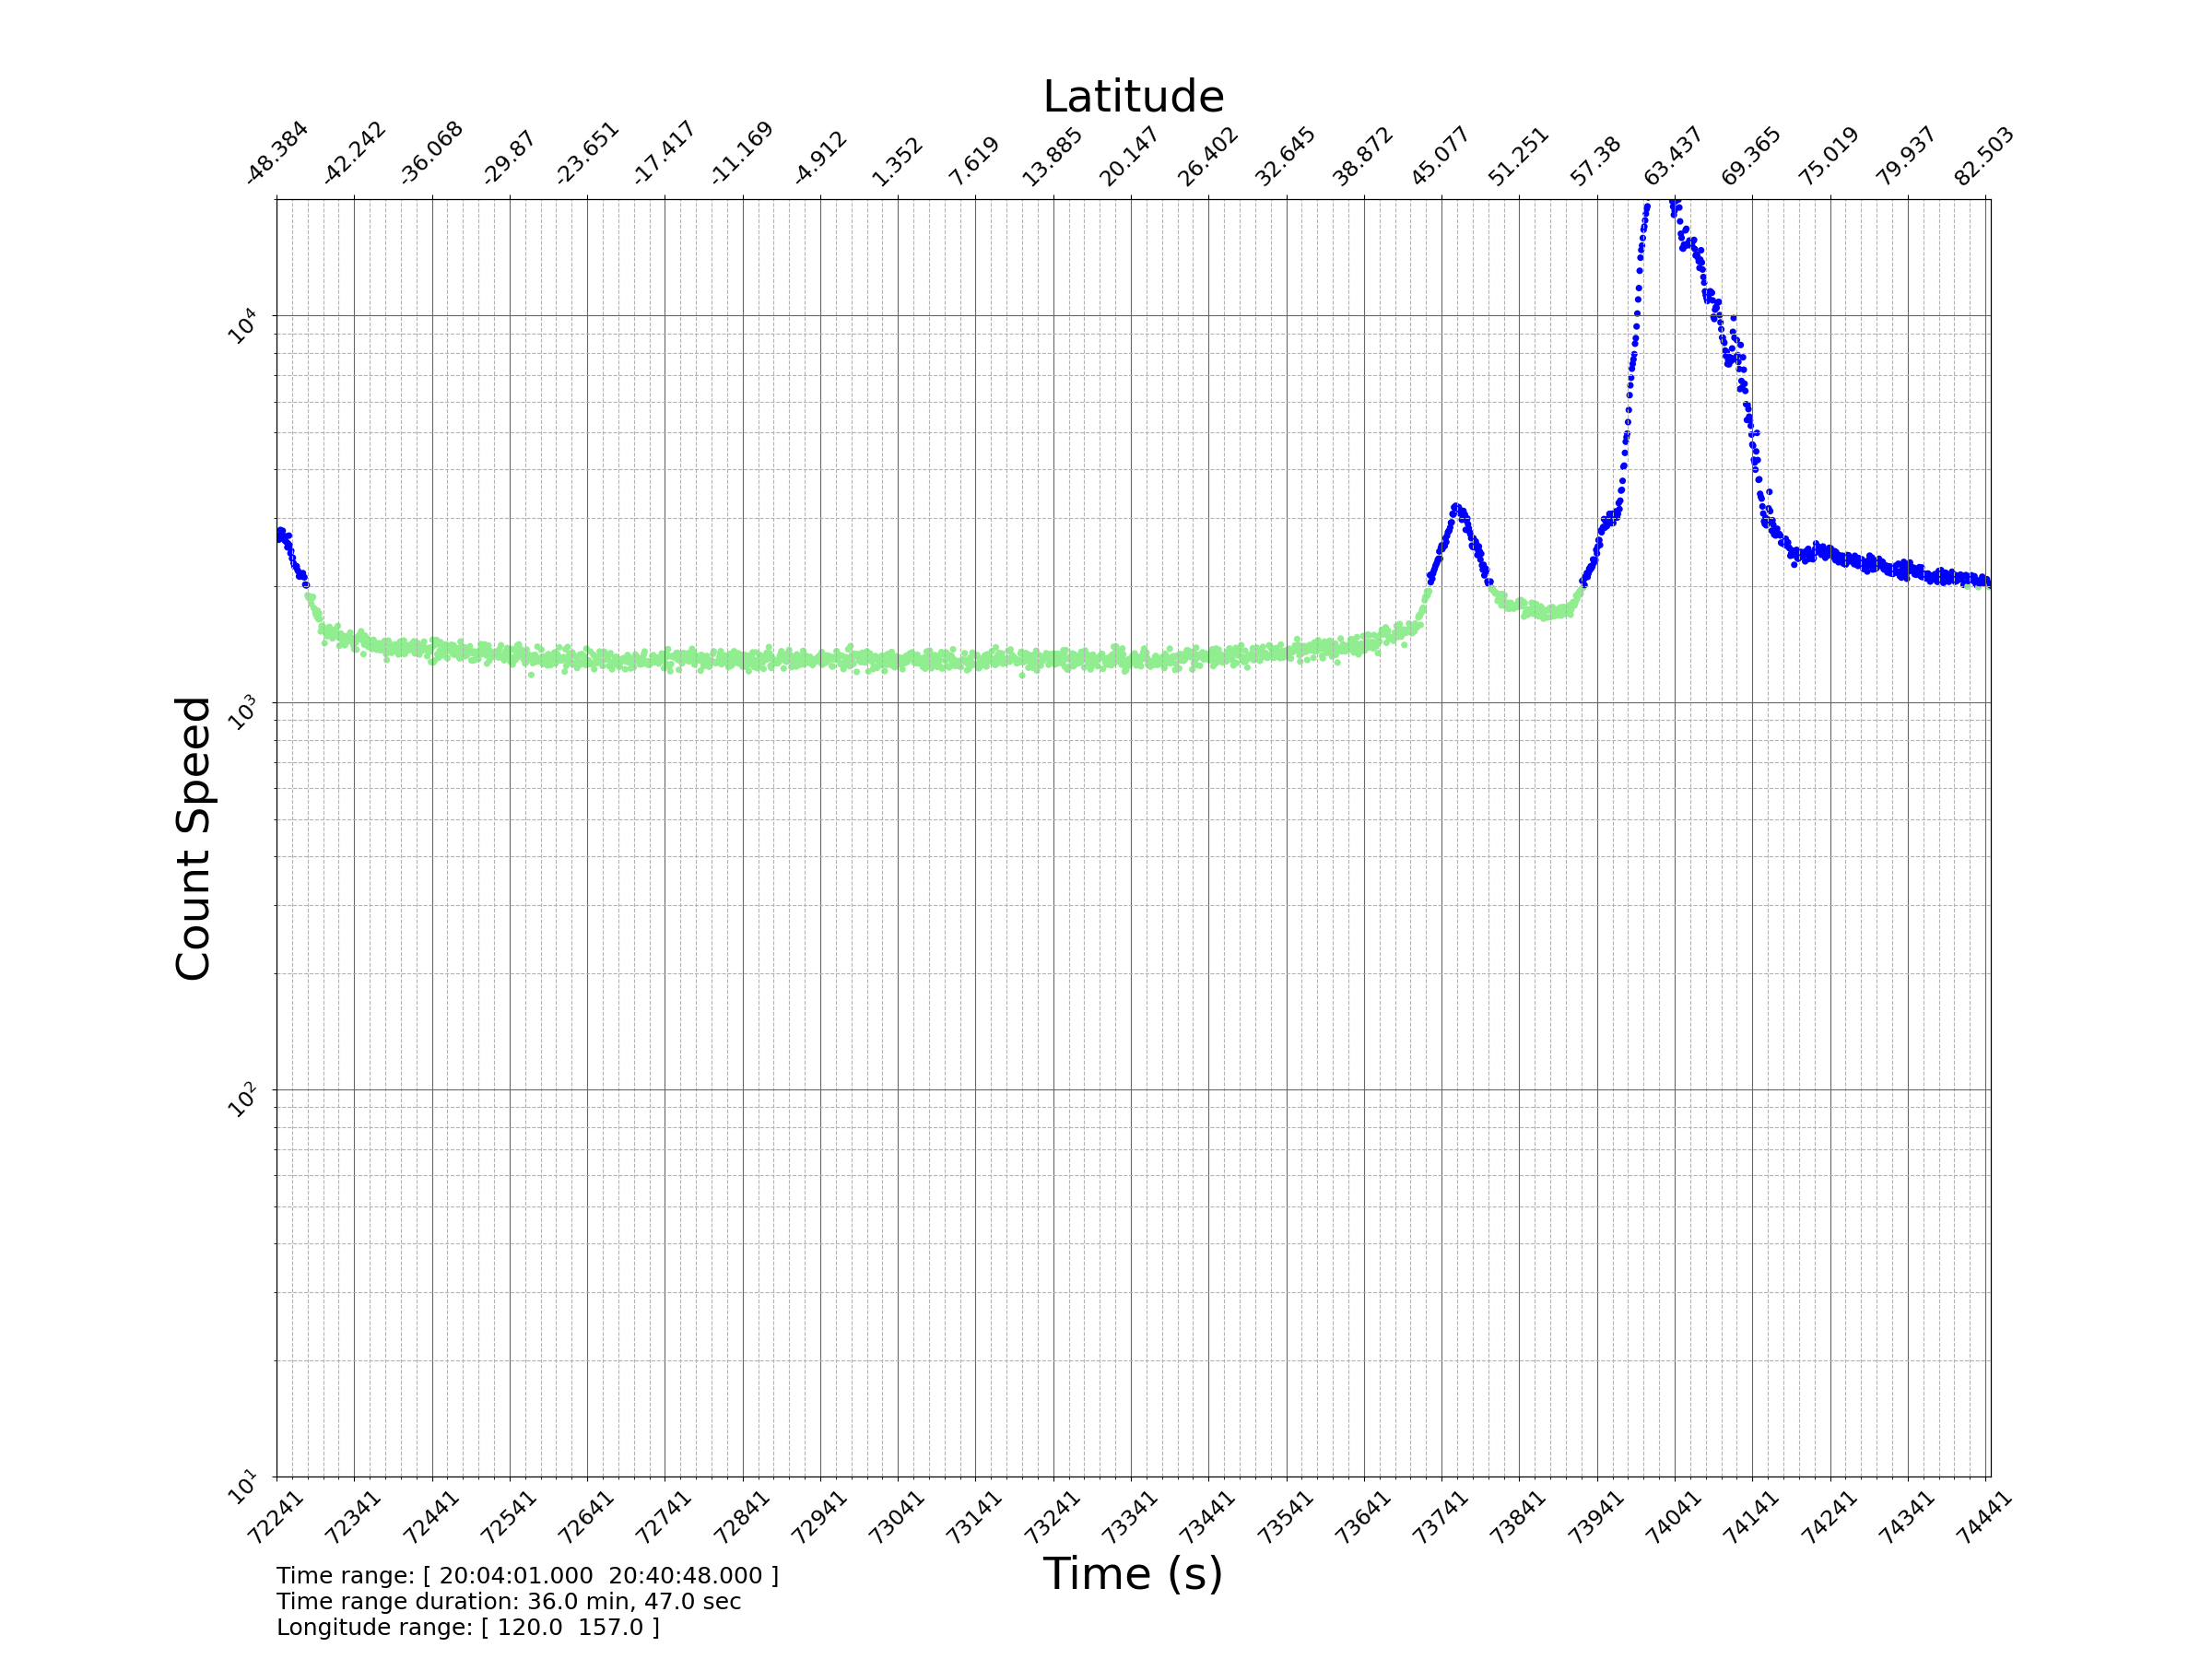 Latitude
-48.384 -42.242 -36.068 -29.87 -23.651 -17.417 -11.169 -4.912 1.352 7.619 13.885 20.147 26.402 32.645 38.872 45.077 51.251 57.38 63.437 69.365 75.019 79.937 82.503
10⁴
10³
Count Speed
10²
10¹
72241 72341 72441 72541 72641 72741 72841 72941 73041 73141 73241 73341 73441 73541 73641 73741 73841 73941 74041 74141 74241 74341 74441
Time (s)
Time range: [ 20:04:01.000  20:40:48.000 ]
Time range duration: 36.0 min, 47.0 sec
Longitude range: [ 120.0  157.0 ]